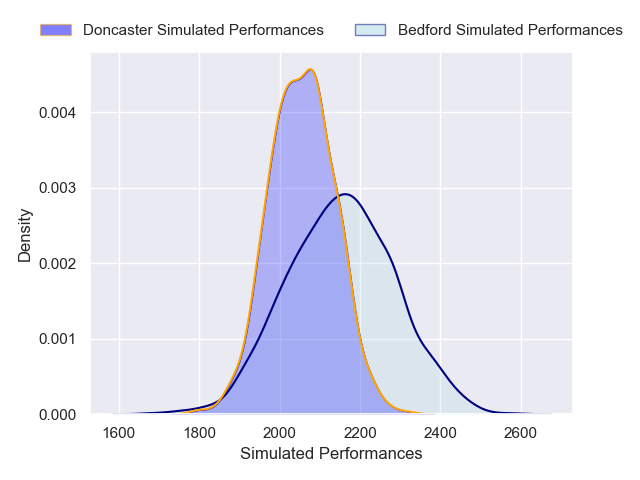 Doncaster Simulated Performances
Bedford Simulated Performances
0.004
0.003
0.002
0.001
0.000
Density
1600
1800
2000
2200
2400
2600
Simulated Performances